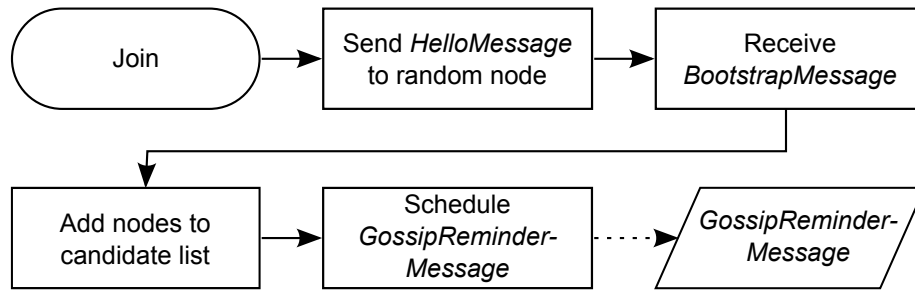 Join
Send HelloMessage
to random node
Receive
BootstrapMessage
Add nodes to
candidate list
Schedule
GossipReminder-
Message
GossipReminder-
Message